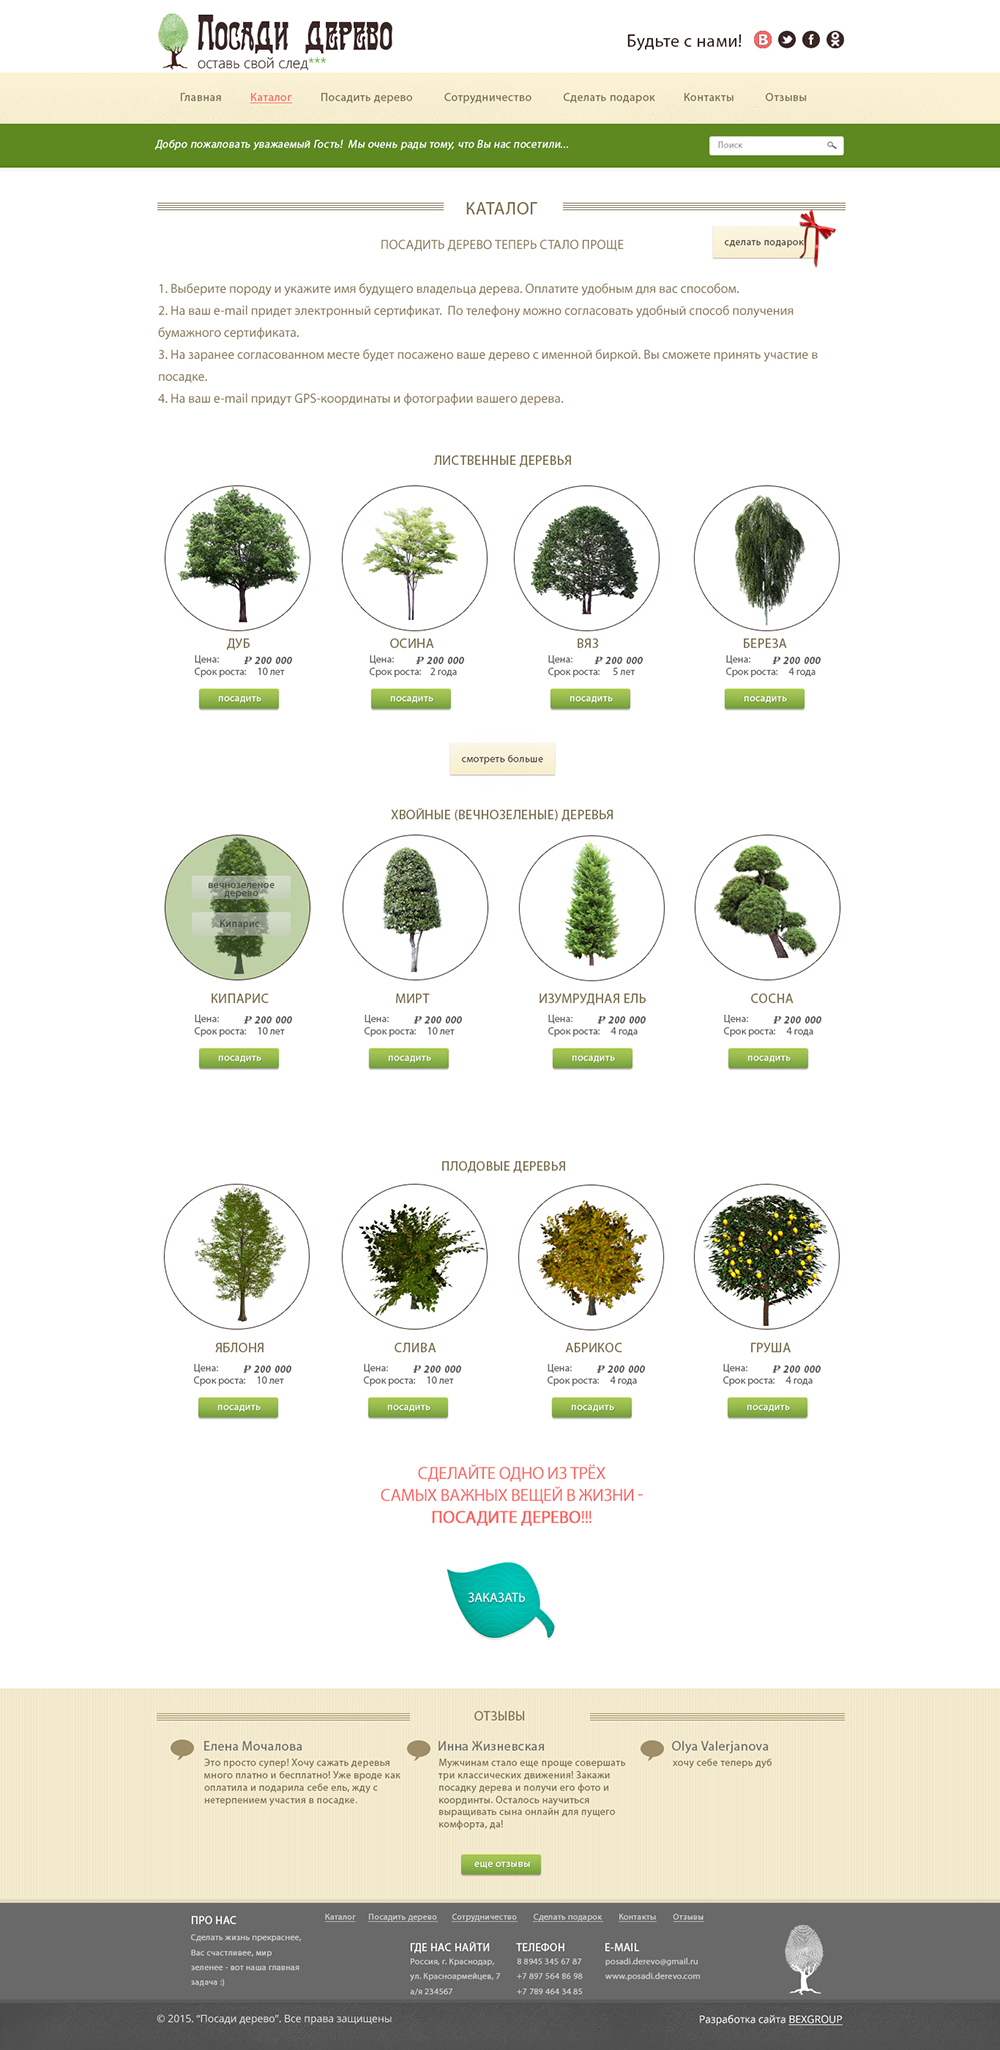 Посади дерево
оставь свой след***
Будьте с нами!
Главная Каталог Посадить дерево Сотрудничество Сделать подарок Контакты Отзывы
Добро пожаловать уважаемый Гость! Мы очень рады тому, что Вы нас посетили...
Поиск
КАТАЛОГ
ПОСАДИТЬ ДЕРЕВО ТЕПЕРЬ СТАЛО ПРОЩЕ
сделать подарок
1. Выберите породу и укажите имя будущего владельца дерева. Оплатите удобным для вас способом.
2. На ваш e-mail придет электронный сертификат. По телефону можно согласовать удобный способ получения
бумажного сертификата.
3. На заранее согласованном месте будет посажено ваше дерево с именной биркой. Вы сможете принять участие в
посадке.
4. На ваш e-mail придут GPS-координаты и фотографии вашего дерева.
ЛИСТВЕННЫЕ ДЕРЕВЬЯ
ДУБ ОСИНА ВЯЗ БЕРЕЗА
Цена: ₽ 200 000 Цена: ₽ 200 000 Цена: ₽ 200 000 Цена: ₽ 200 000
Срок роста: 10 лет Срок роста: 2 года Срок роста: 5 лет Срок роста: 4 года
посадить посадить посадить посадить
смотреть больше
ХВОЙНЫЕ (ВЕЧНОЗЕЛЕНЫЕ) ДЕРЕВЬЯ
вечнозеленое
дерево
Кипарис
КИПАРИС МИРТ ИЗУМРУДНАЯ ЕЛЬ СОСНА
Цена: ₽ 200 000 Цена: ₽ 200 000 Цена: ₽ 200 000 Цена: ₽ 200 000
Срок роста: 10 лет Срок роста: 10 лет Срок роста: 4 года Срок роста: 4 года
посадить посадить посадить посадить
ПЛОДОВЫЕ ДЕРЕВЬЯ
ЯБЛОНЯ СЛИВА АБРИКОС ГРУША
Цена: ₽ 200 000 Цена: ₽ 200 000 Цена: ₽ 200 000 Цена: ₽ 200 000
Срок роста: 10 лет Срок роста: 10 лет Срок роста: 4 года Срок роста: 4 года
посадить посадить посадить посадить
СДЕЛАЙТЕ ОДНО ИЗ ТРЁХ
САМЫХ ВАЖНЫХ ВЕЩЕЙ В ЖИЗНИ -
ПОСАДИТЕ ДЕРЕВО!!!
ЗАКАЗАТЬ
ОТЗЫВЫ
Елена Мочалова
Это просто супер! Хочу сажать деревья
много платно и бесплатно! Уже вроде как
оплатила и подарила себе ель, жду с
нетерпением участия в посадке.
Инна Жизневская
Мужчинам стало еще проще совершать
три классических движения! Закажи
посадку дерева и получи его фото и
координты. Осталось научиться
выращивать сына онлайн для пущего
комфорта, да!
Olya Valerjanova
хочу себе теперь дуб
еще отзывы
ПРО НАС
Сделать жизнь прекраснее,
Вас счастливее, мир
зеленее - вот наша главная
задача :)
Каталог Посадить дерево Сотрудничество Сделать подарок Контакты Отзывы
ГДЕ НАС НАЙТИ
Россия, г. Краснодар,
ул. Красноармейцев, 7
а/я 234567
ТЕЛЕФОН
8 8945 345 67 87
+7 897 564 86 98
+7 789 464 34 85
E-MAIL
posadi.derevo@gmail.ru
www.posadi.derevo.com
© 2015. “Посади дерево”. Все права защищены
Разработка сайта BEXGROUP